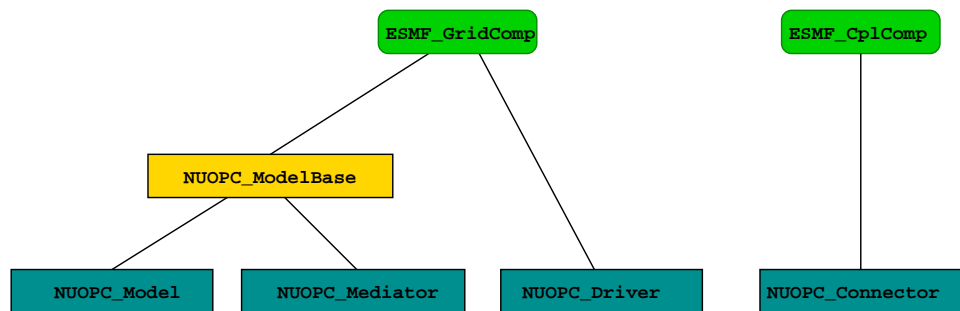 ESMF_GridComp
ESMF_CplComp
NUOPC_ModelBase
NUOPC_Model
NUOPC_Mediator
NUOPC_Driver
NUOPC_Connector